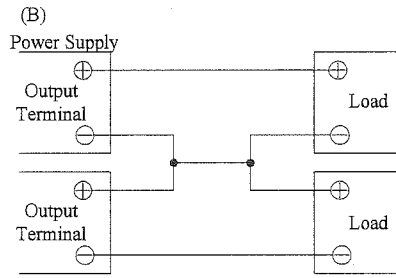 (B)
Power Supply
Output
Terminal
Load
Output
Terminal
Load